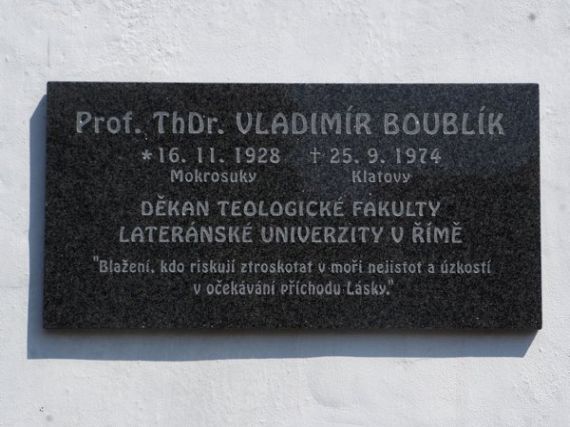 Prof. ThDr. VLADIMÍR BOUBLÍK
* 16. 11. 1928 † 25. 9. 1974
Mokrosuky Klatovy
DĚKAN TEOLOGICKÉ FAKULTY
LATERÁNSKÉ UNIVERZITY V ŘÍMĚ
"Blažení, kdo riskují ztroskotat v moři nejistot a úzkostí
v očekávání příchodu Lásky."